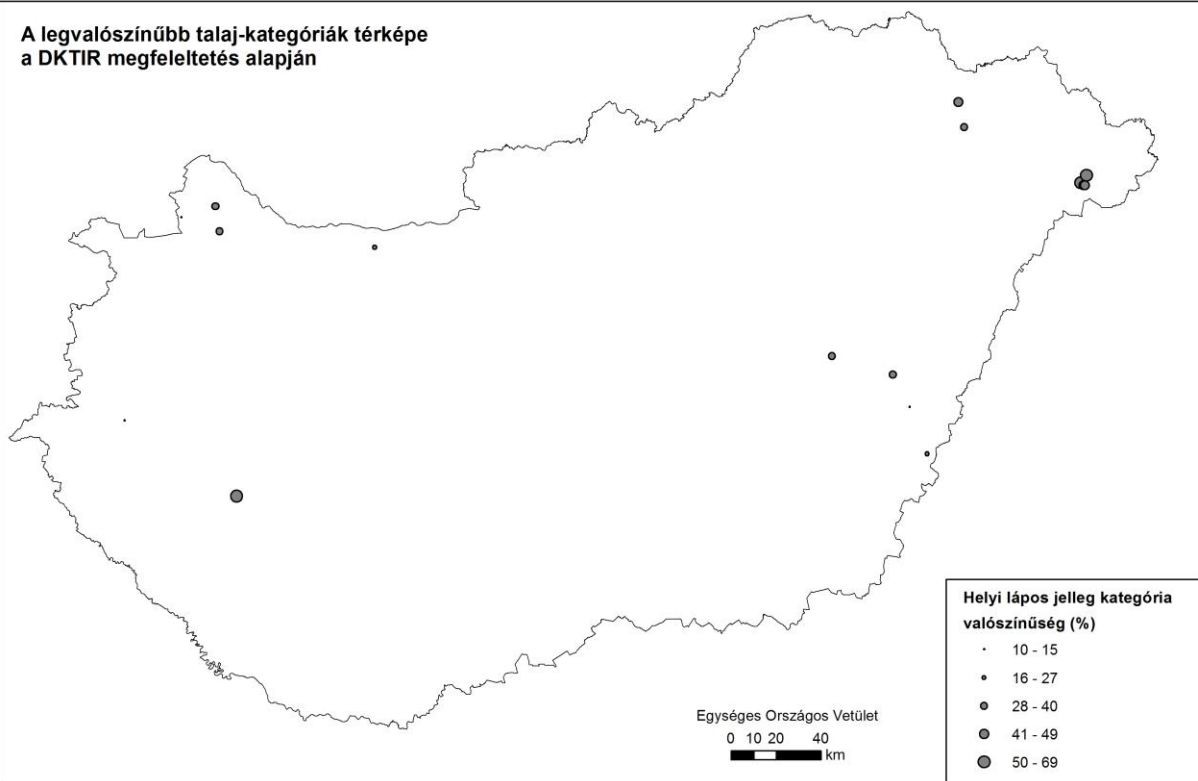 A legvalószínűbb talaj-kategóriák térképe
a DKTIR megfeleltetés alapján
Egységes Országos Vetület
0 10 20 40
km
Helyi lápos jelleg kategória
valószínűség (%)
10 - 15
16 - 27
28 - 40
41 - 49
50 - 69